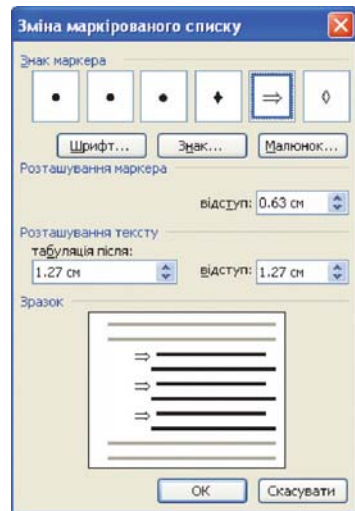 Зміна маркірованого списку
Знак маркера
Шрифт... Знак... Малюнок...
Розташування маркера
відступ: 0.63 см
Розташування тексту
табуляція після:
1.27 см відступ: 1.27 см
Зразок
ОК Скасувати